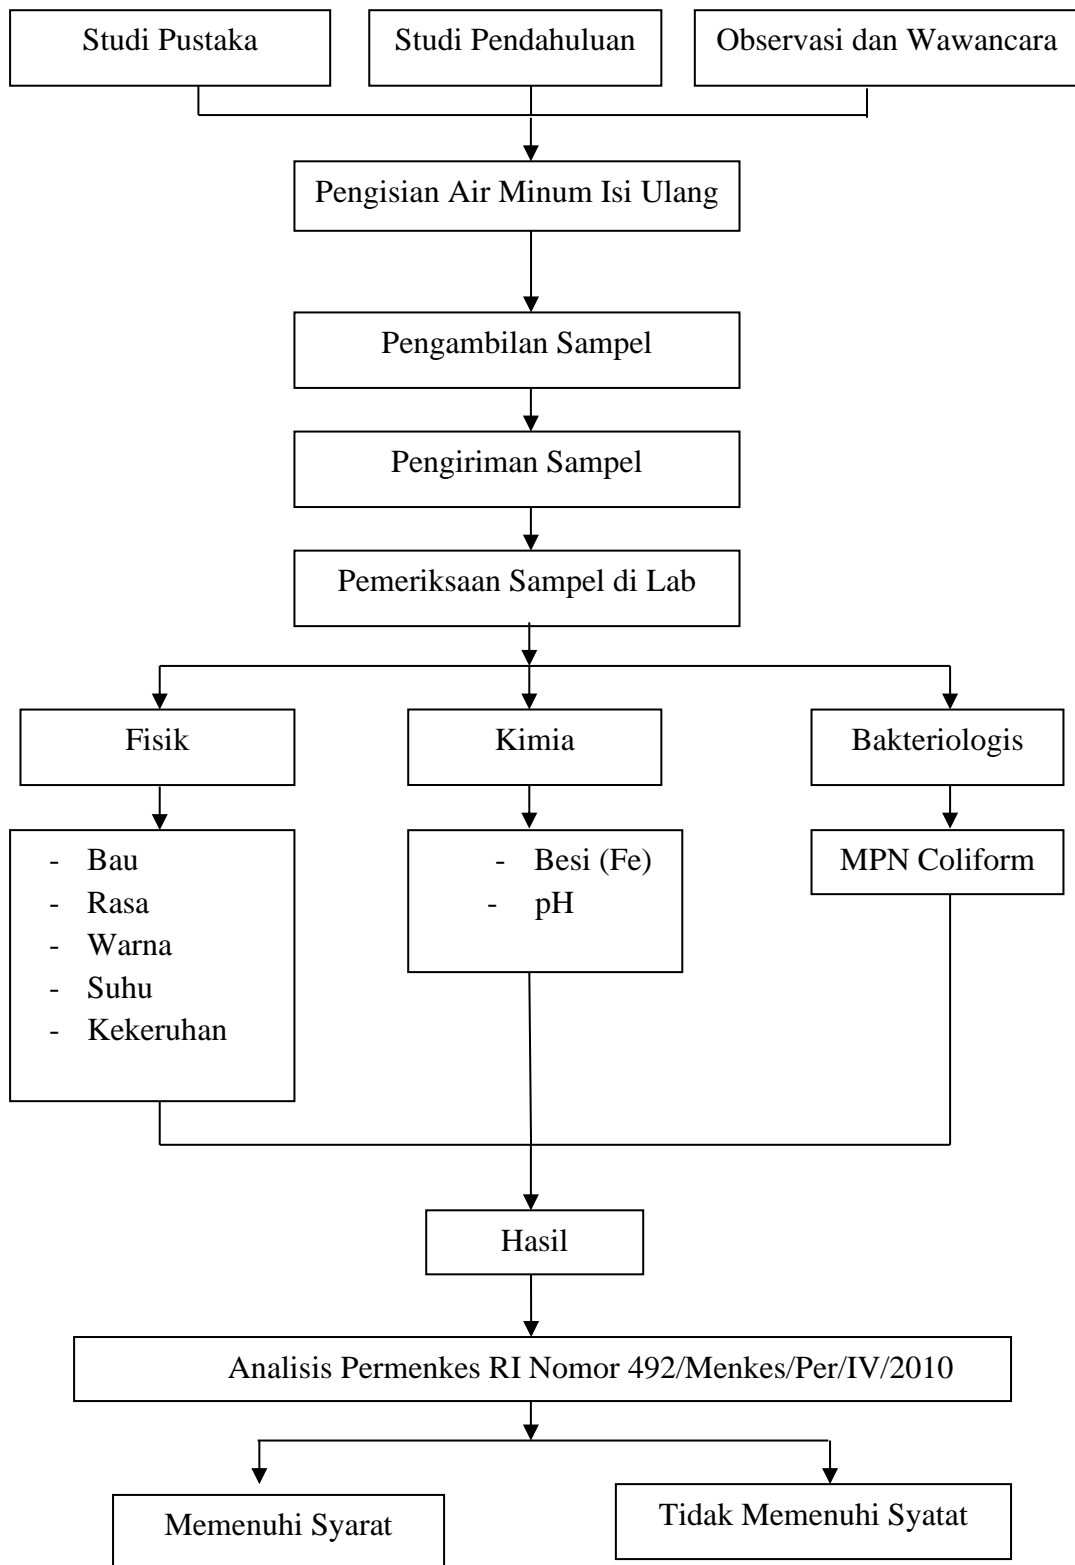 Studi Pustaka
Studi Pendahuluan
Observasi dan Wawancara
Pengisian Air Minum Isi Ulang
Pengambilan Sampel
Pengiriman Sampel
Pemeriksaan Sampel di Lab
Fisik
Kimia
Bakteriologis
- Bau
- Rasa
- Warna
- Suhu
- Kekeruhan
- Besi (Fe)
- pH
MPN Coliform
Hasil
Analisis Permenkes RI Nomor 492/Menkes/Per/IV/2010
Memenuhi Syarat
Tidak Memenuhi Syatat